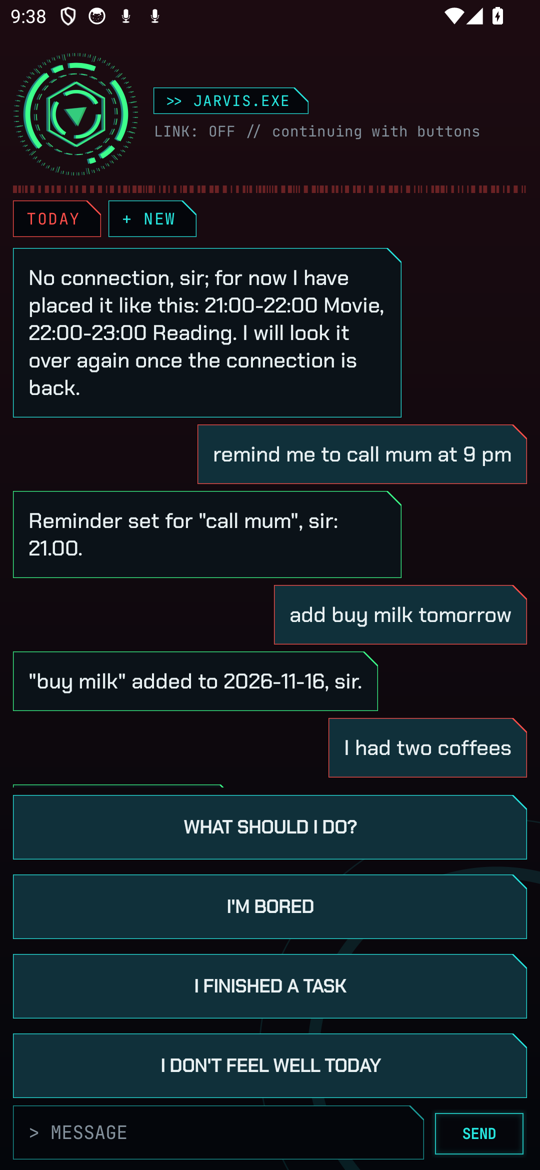 9:38
>> JARVIS.EXE
LINK: OFF // continuing with buttons
TODAY
+ NEW
No connection, sir; for now I have
placed it like this: 21:00-22:00 Movie,
22:00-23:00 Reading. I will look it
over again once the connection is
back.
remind me to call mum at 9 pm
Reminder set for "call mum", sir:
21.00.
add buy milk tomorrow
"buy milk" added to 2026-11-16, sir.
I had two coffees
WHAT SHOULD I DO?
I'M BORED
I FINISHED A TASK
I DON'T FEEL WELL TODAY
> MESSAGE
SEND